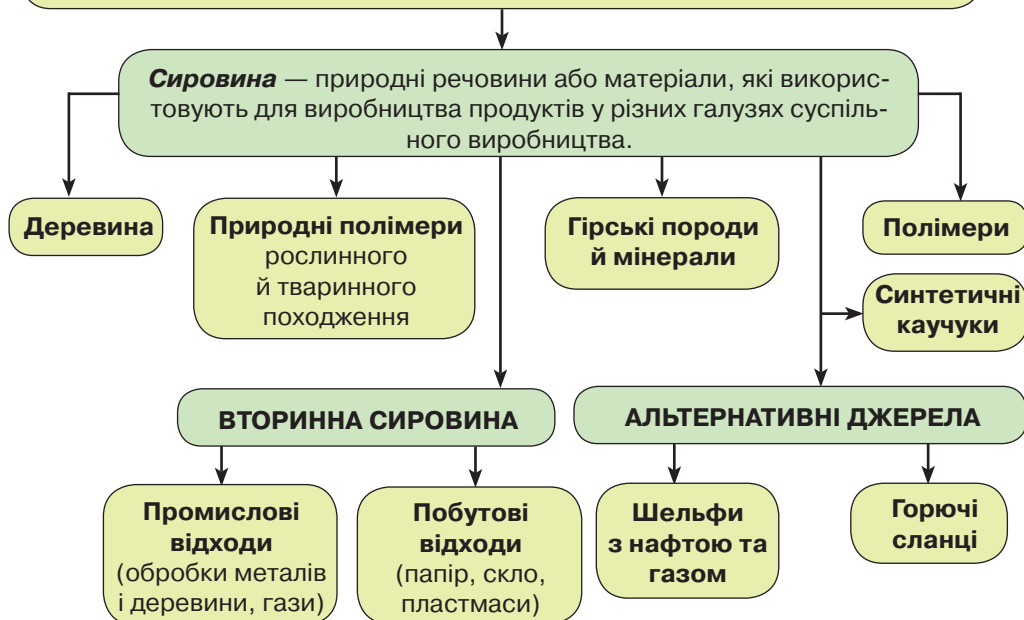 Сировина — природні речовини або матеріали, які використовують для виробництва продуктів у різних галузях суспіль-
ного виробництва.
Деревина
Природні полімери
рослинного
й тваринного
походження
Гірські породи
й мінерали
Полімери
Синтетичні
каучуки
ВТОРИННА СИРОВИНА
АЛЬТЕРНАТИВНІ ДЖЕРЕЛА
Промислові
відходи
(обробки металів
і деревини, гази)
Побутові
відходи
(папір, скло,
пластмаси)
Шельфи
з нафтою та
газом
Горючі
сланці